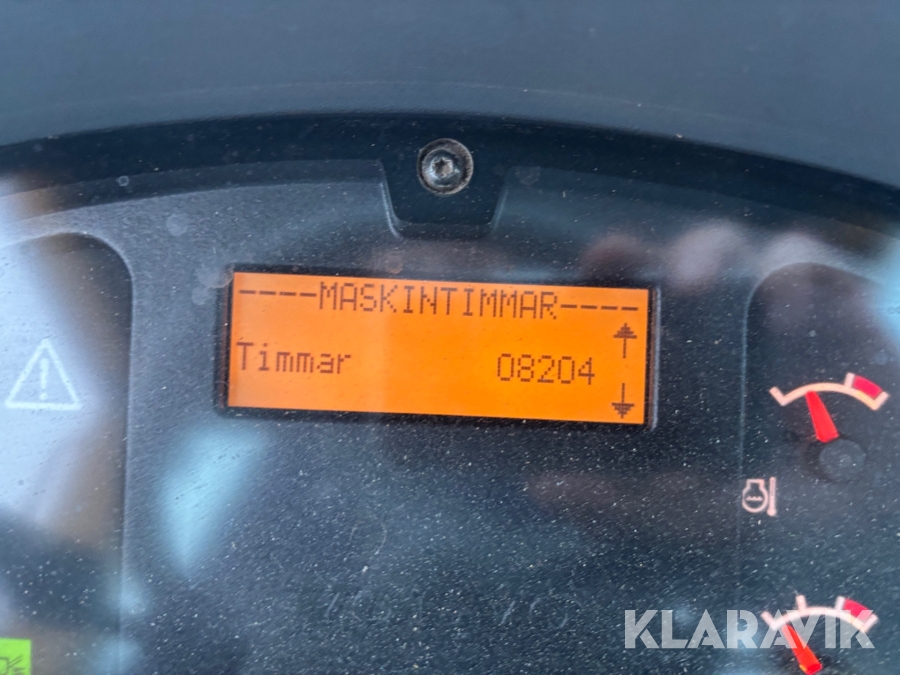 ----MASKINTIMMAR----
Timmar 08204
KLARAVIK